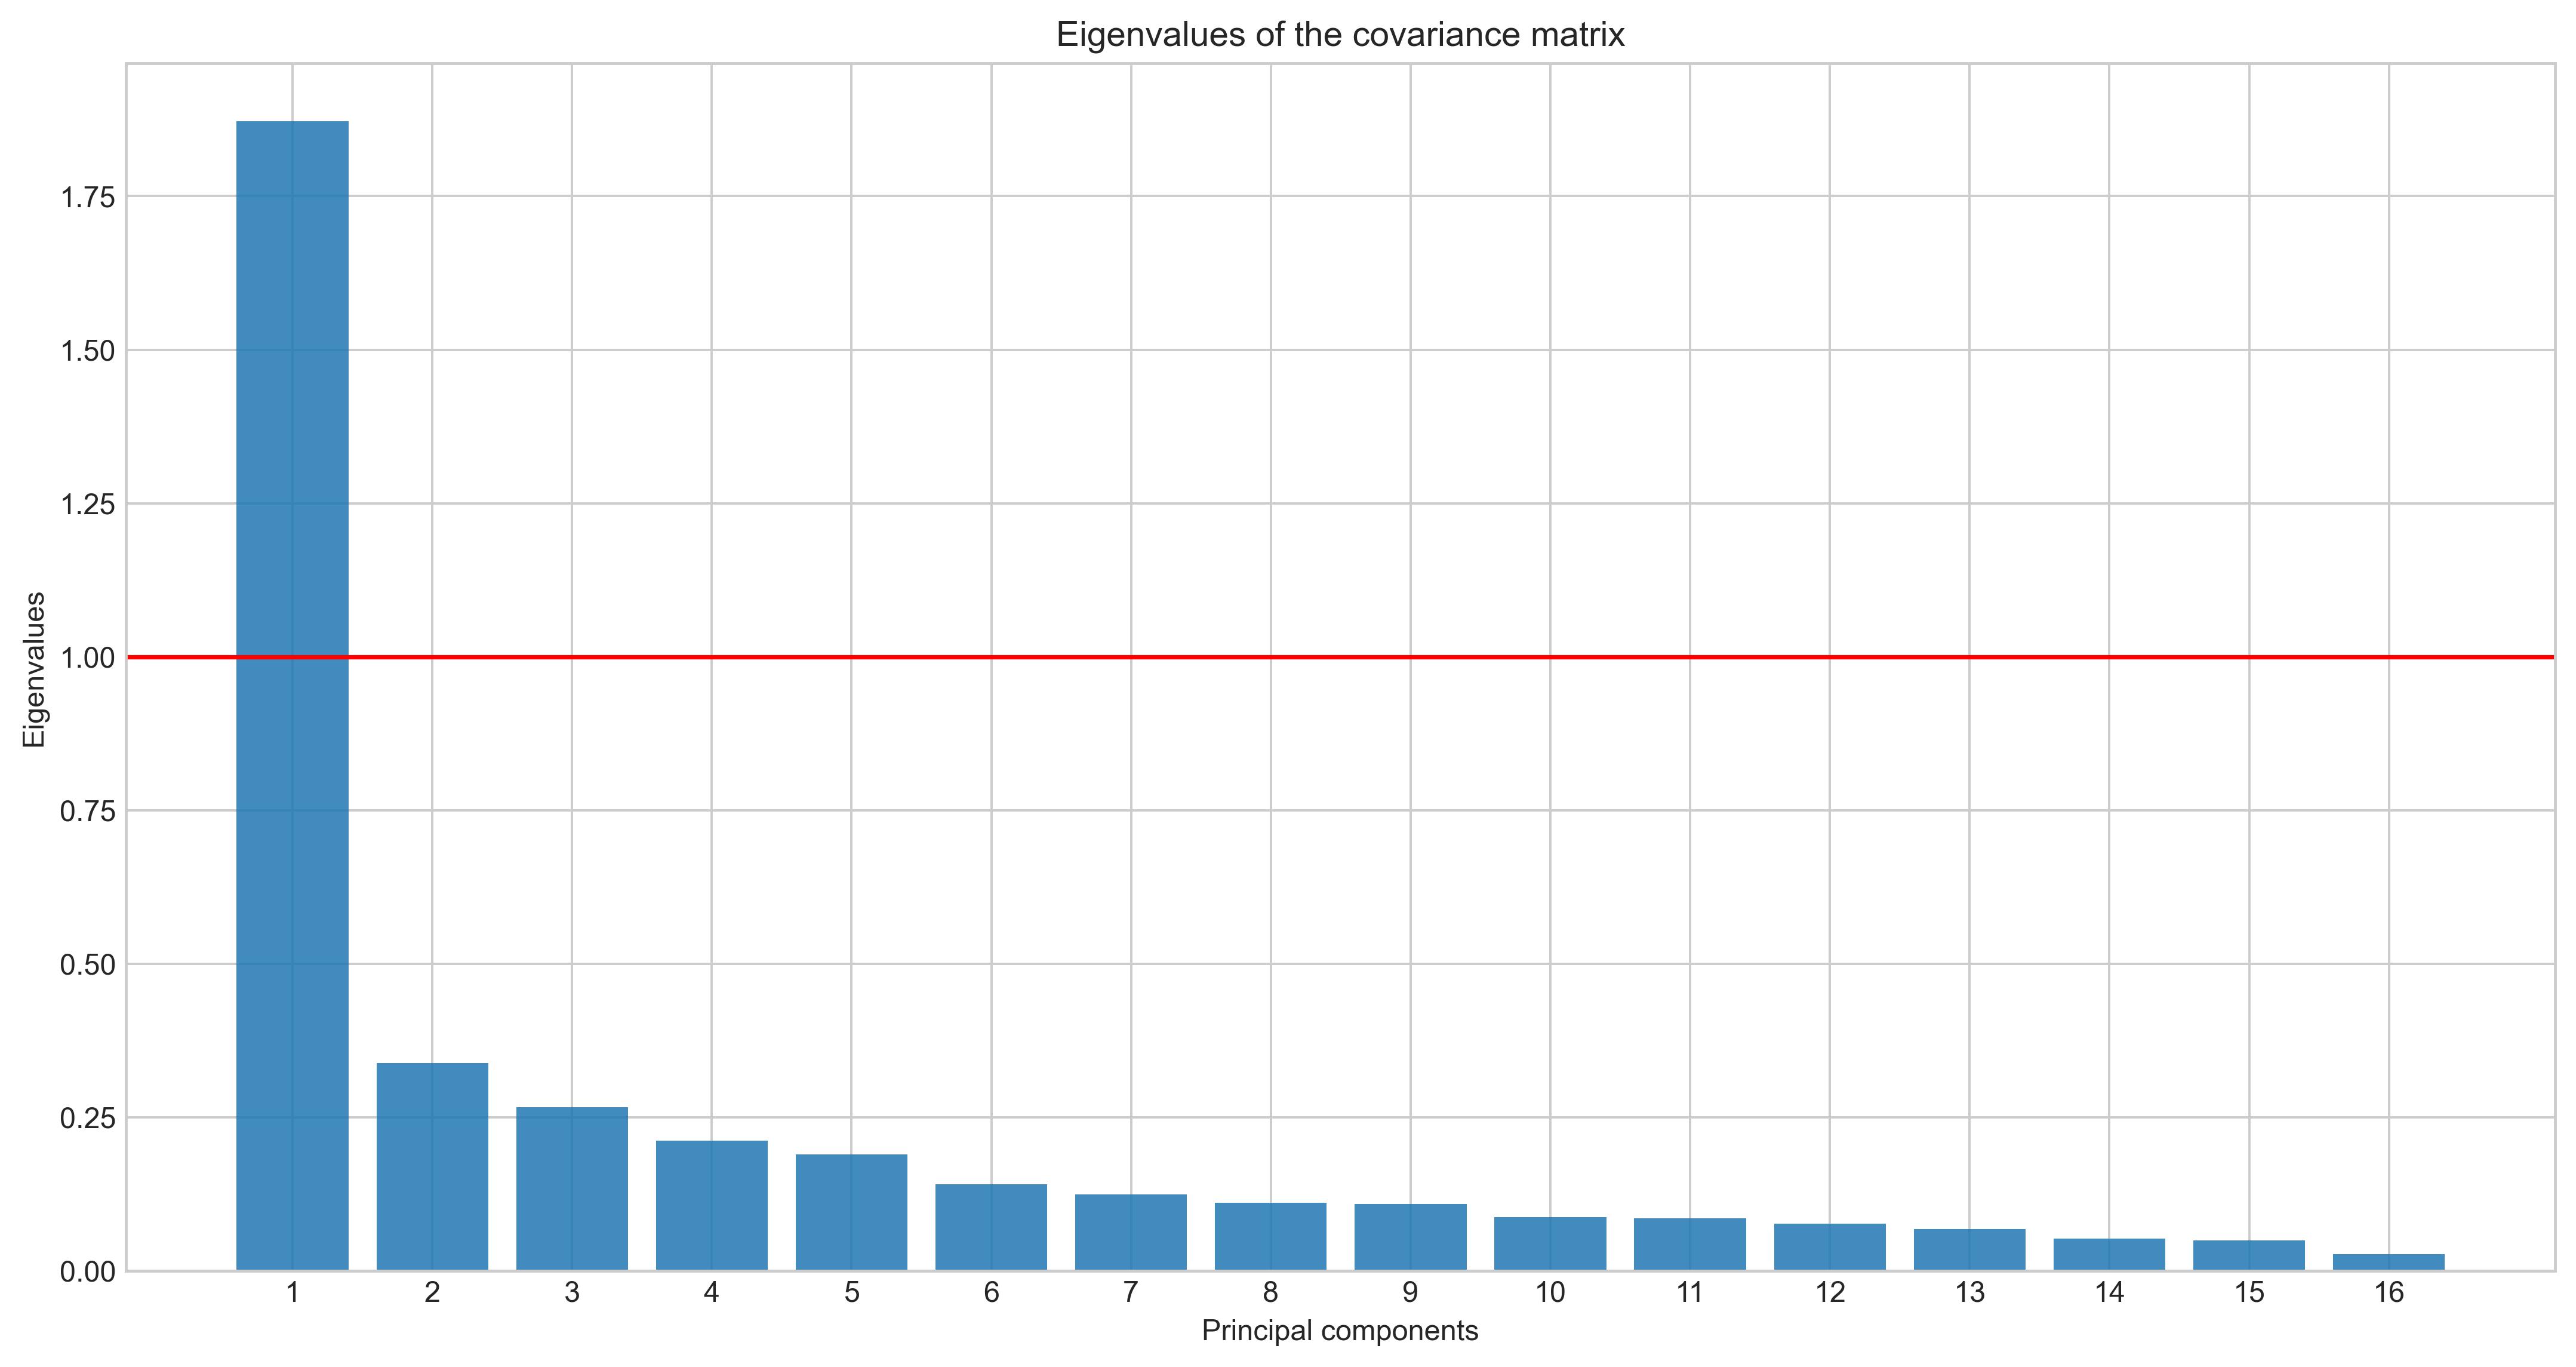 Eigenvalues of the covariance matrix
Eigenvalues
1.75
1.50
1.25
1.00
0.75
0.50
0.25
0.00
1 2 3 4 5 6 7 8 9 10 11 12 13 14 15 16
Principal components